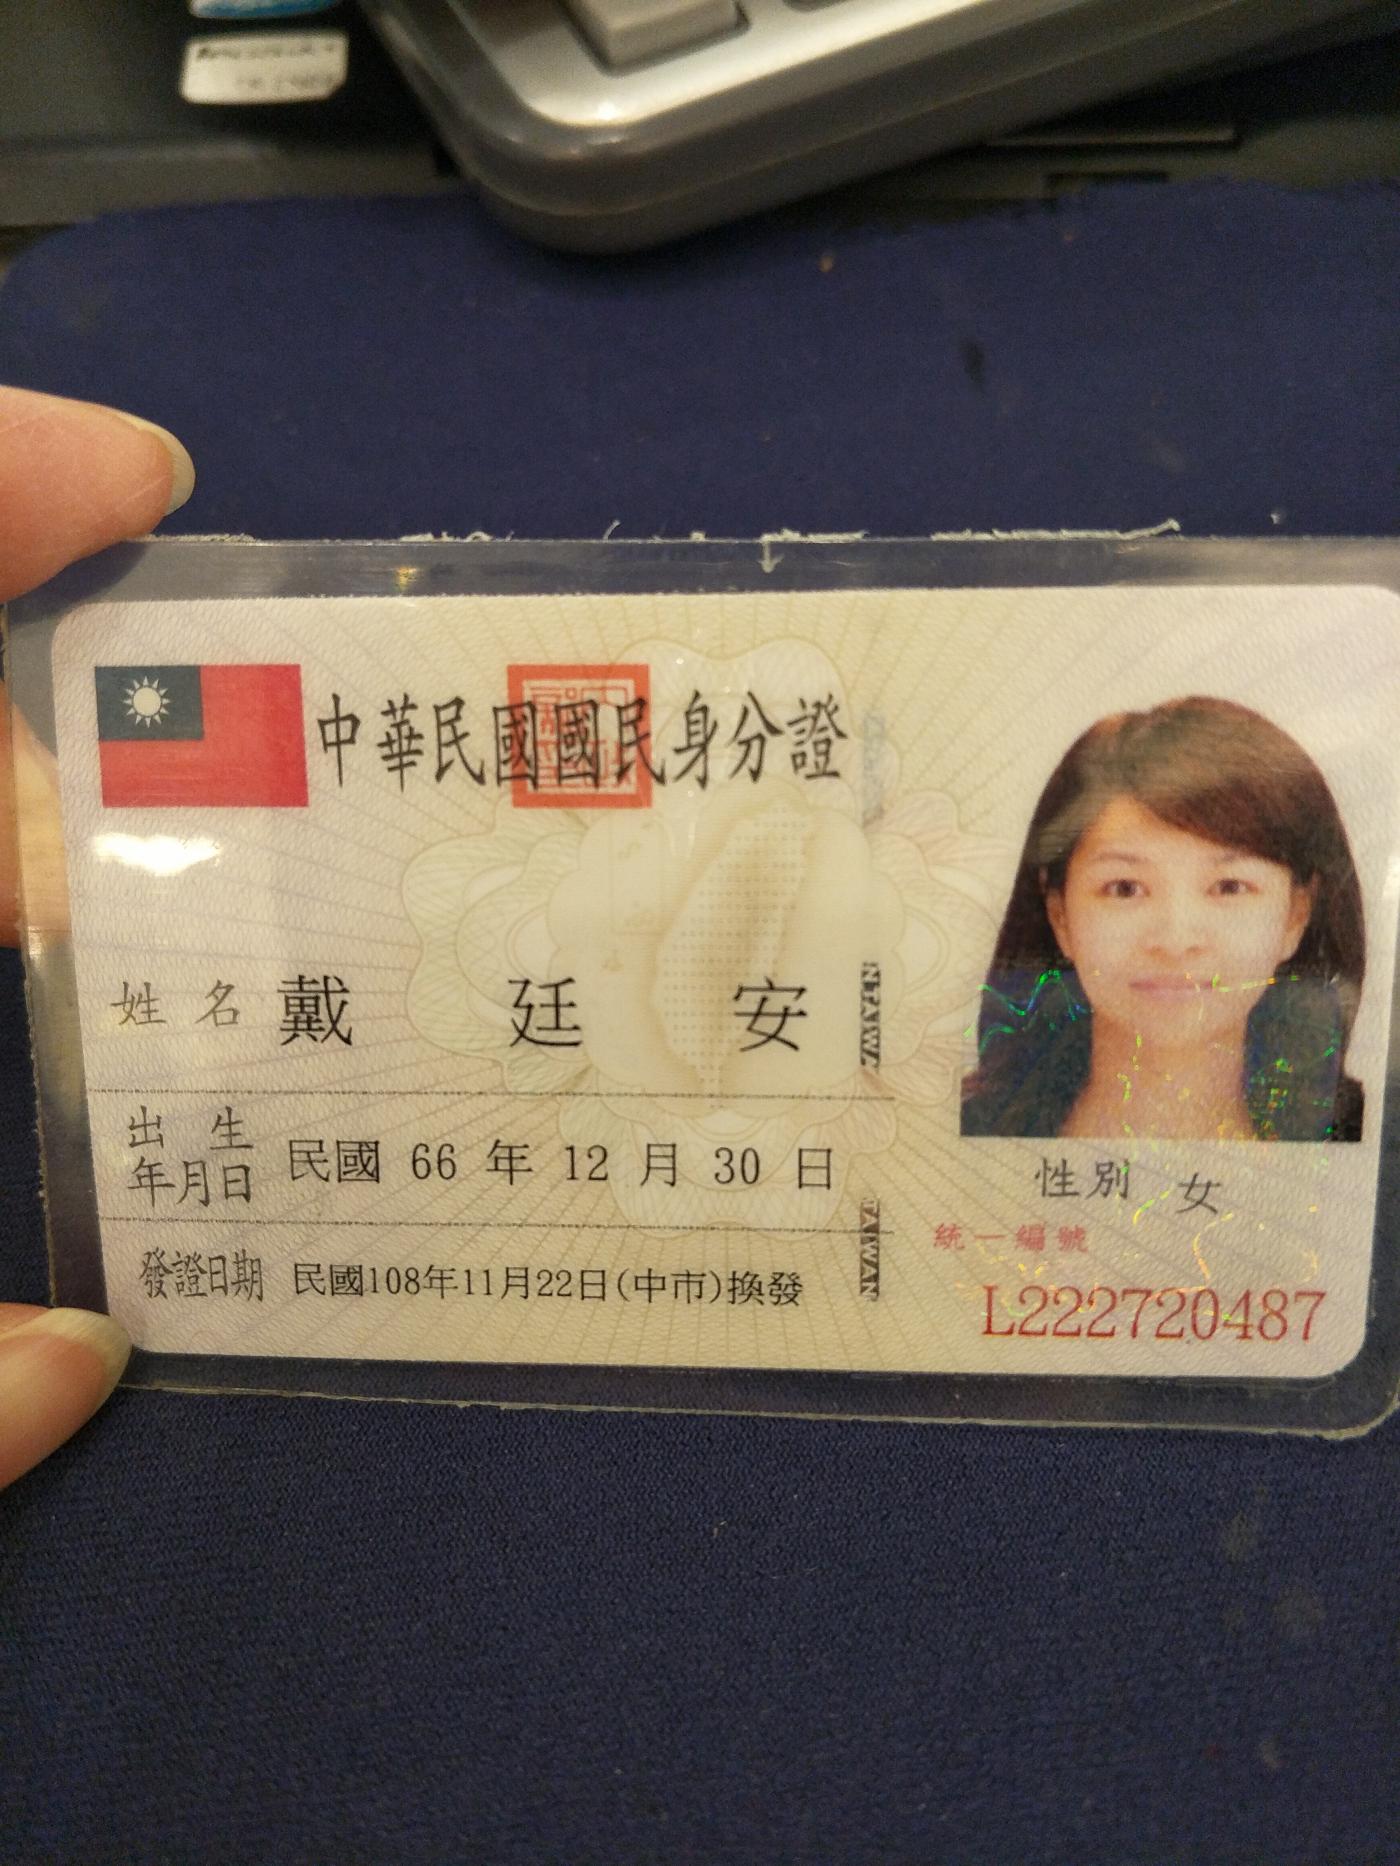 中華民國國民身分證
姓名 戴廷安
出生年月日 民國 66 年 12 月 30 日
發證日期 民國108年11月22日(中市)換發
性別 女
統一編號
L222720487
TAIWAN